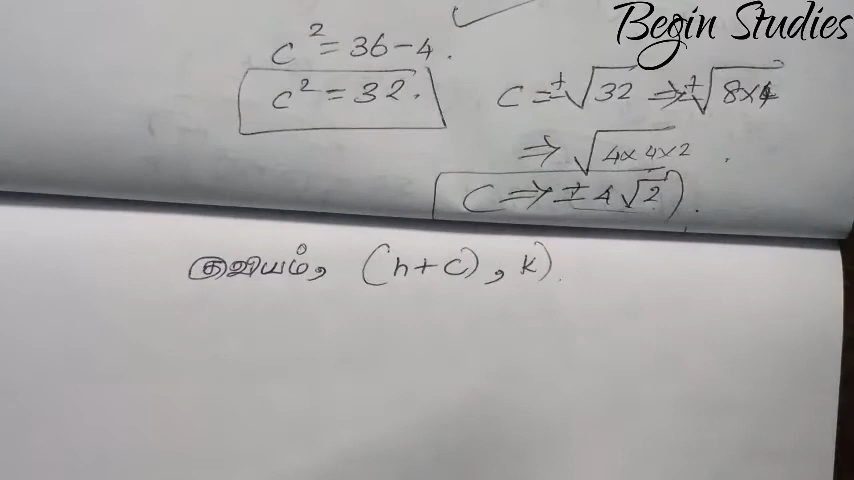 Begin Studies
c² = 36 - 4.
c² = 32.
C = ±√32 ⇒ ±√8×4
⇒ √4×4×2 .
C ⇒ ±4√2 .
குவியம், (h+c), k).